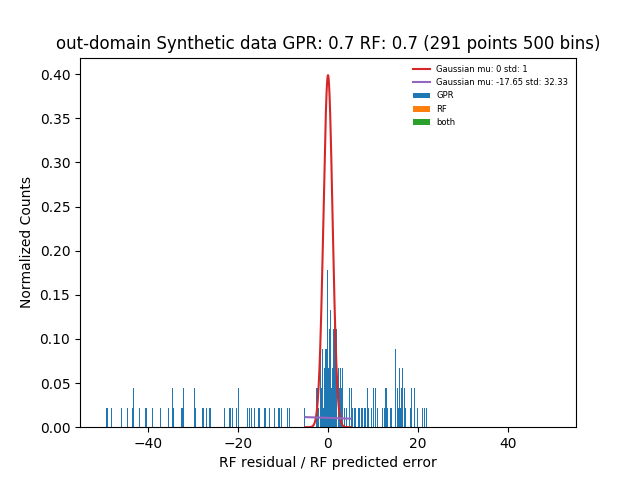 out-domain Synthetic data GPR: 0.7 RF: 0.7 (291 points 500 bins)
Gaussian mu: 0 std: 1
Gaussian mu: -17.65 std: 32.33
GPR
RF
both
Normalized Counts
0.40
0.35
0.30
0.25
0.20
0.15
0.10
0.05
0.00
−40 −20 0 20 40
RF residual / RF predicted error